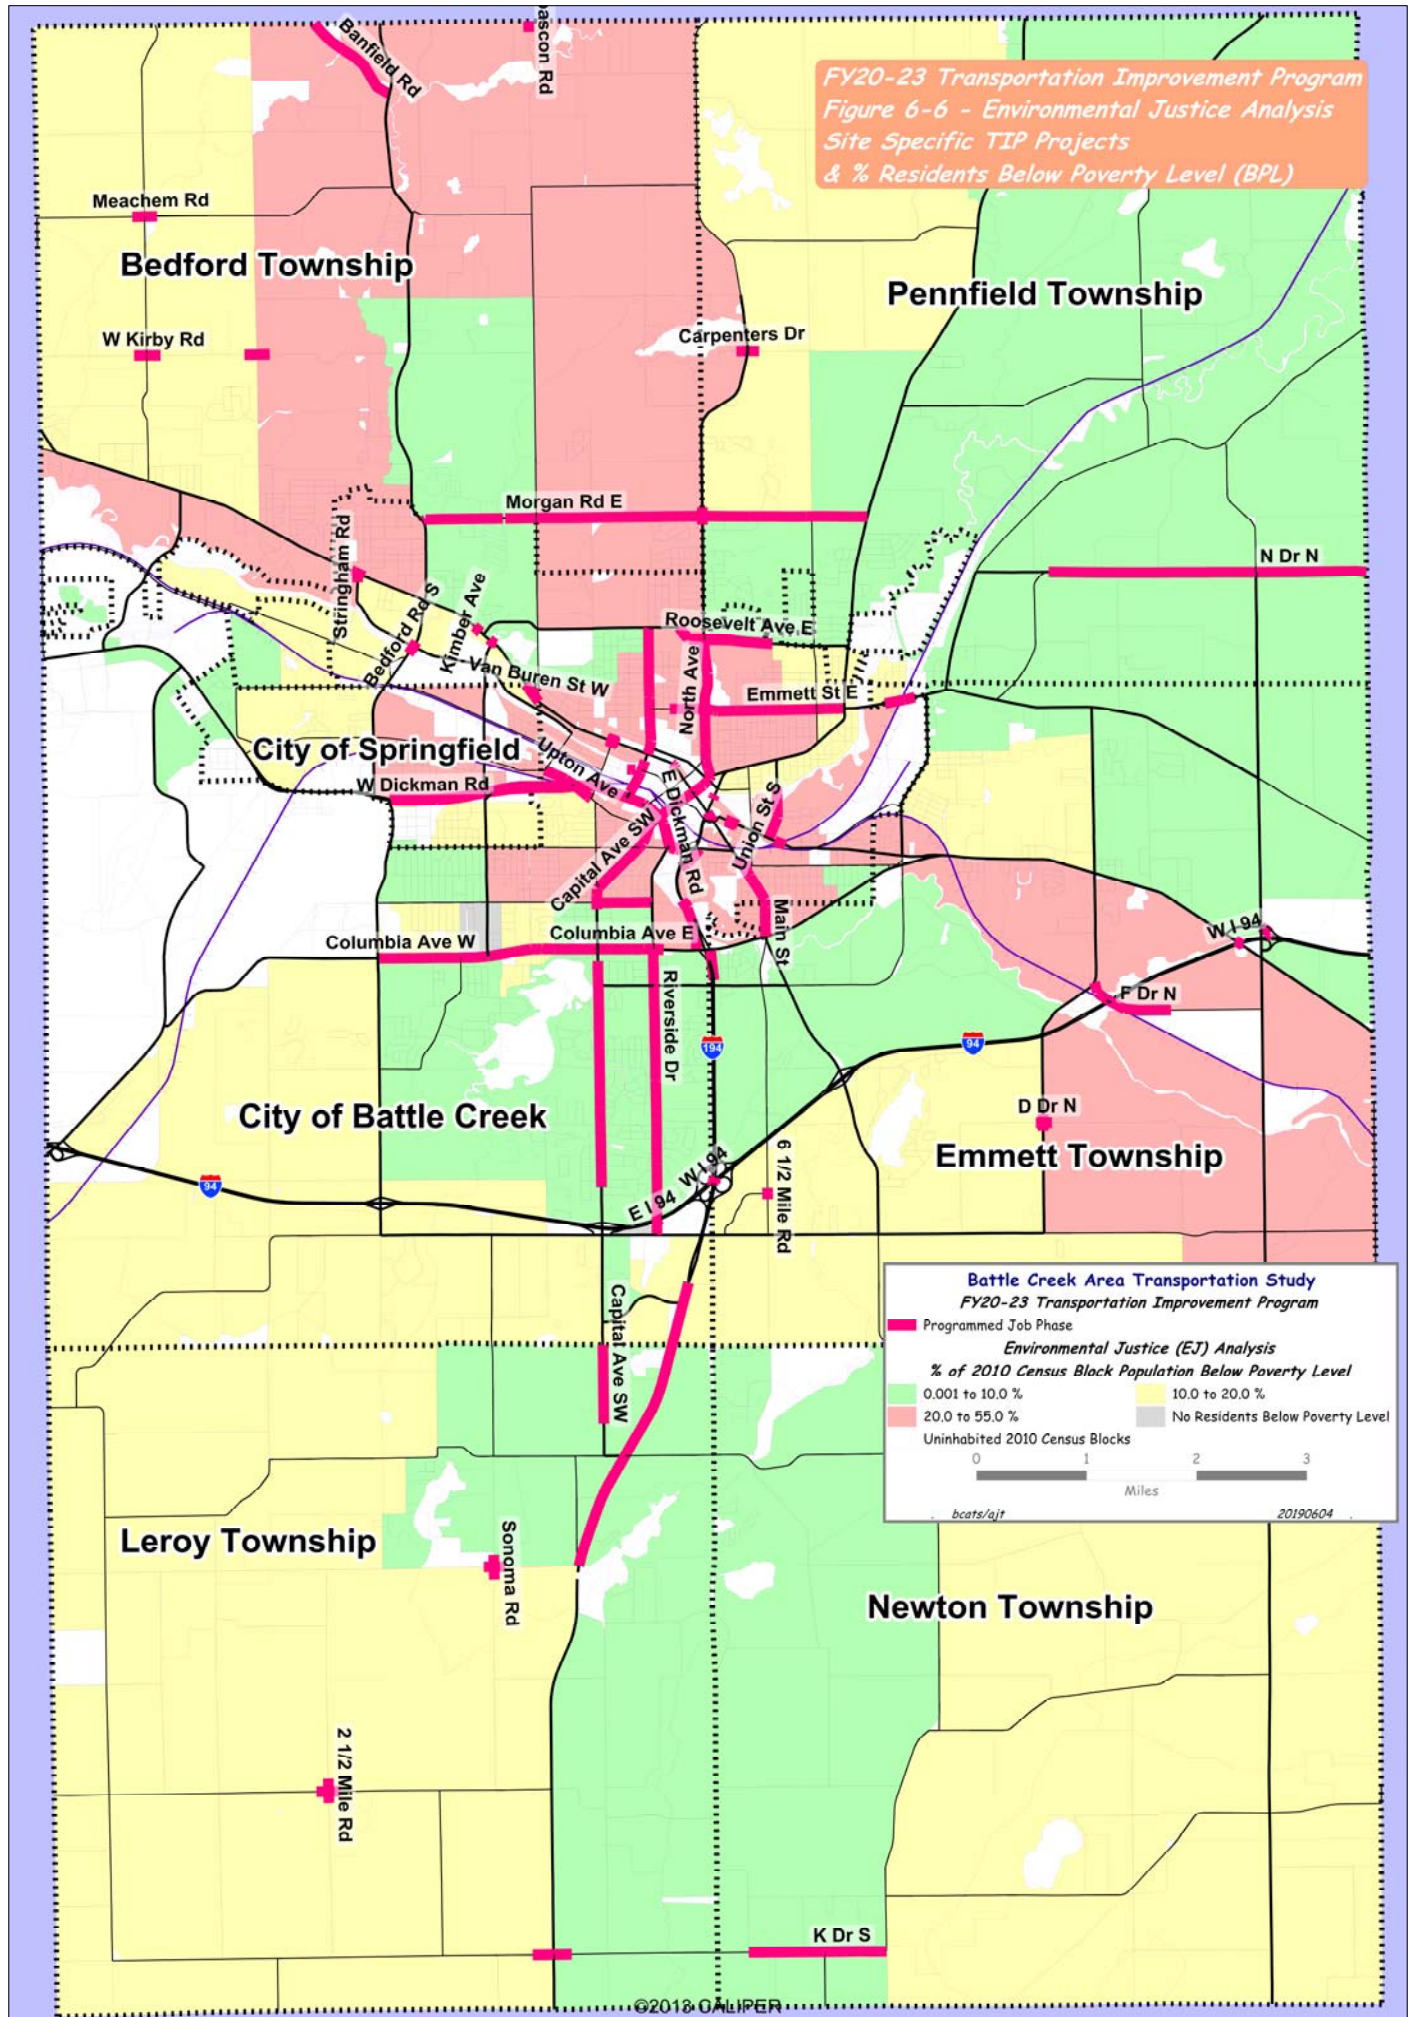 Banfield Rd
ascon Rd
FY20-23 Transportation Improvement Program
Figure 6-6 - Environmental Justice Analysis
Site Specific TIP Projects
& % Residents Below Poverty Level (BPL)
Meachem Rd
Bedford Township
Pennfield Township
W Kirby Rd
Carpenters Dr
Morgan Rd E
Stringham Rd
N Dr N
Bedford Rd S
Kimber Ave
Roosevelt Ave E
Van Buren St W
North Ave
Emmett St E
City of Springfield
Upton Ave
W Dickman Rd
E Dickman Rd
Capital Ave SW
Union St S
Main St
Columbia Ave W
Columbia Ave E
W I 94
Riverside Dr
F Dr N
194
94
City of Battle Creek
D Dr N
Emmett Township
94
E I 94
W I 94
6 1/2 Mile Rd
Capital Ave SW
Battle Creek Area Transportation Study
FY20-23 Transportation Improvement Program
Programmed Job Phase
Environmental Justice (EJ) Analysis
% of 2010 Census Block Population Below Poverty Level
0.001 to 10.0 %
10.0 to 20.0 %
20.0 to 55.0 %
No Residents Below Poverty Level
Uninhabited 2010 Census Blocks
0 1 2 3
Miles
bcats/ajt
20190604
Leroy Township
Sonoma Rd
Newton Township
2 1/2 Mile Rd
K Dr S
©2013 CALIPER